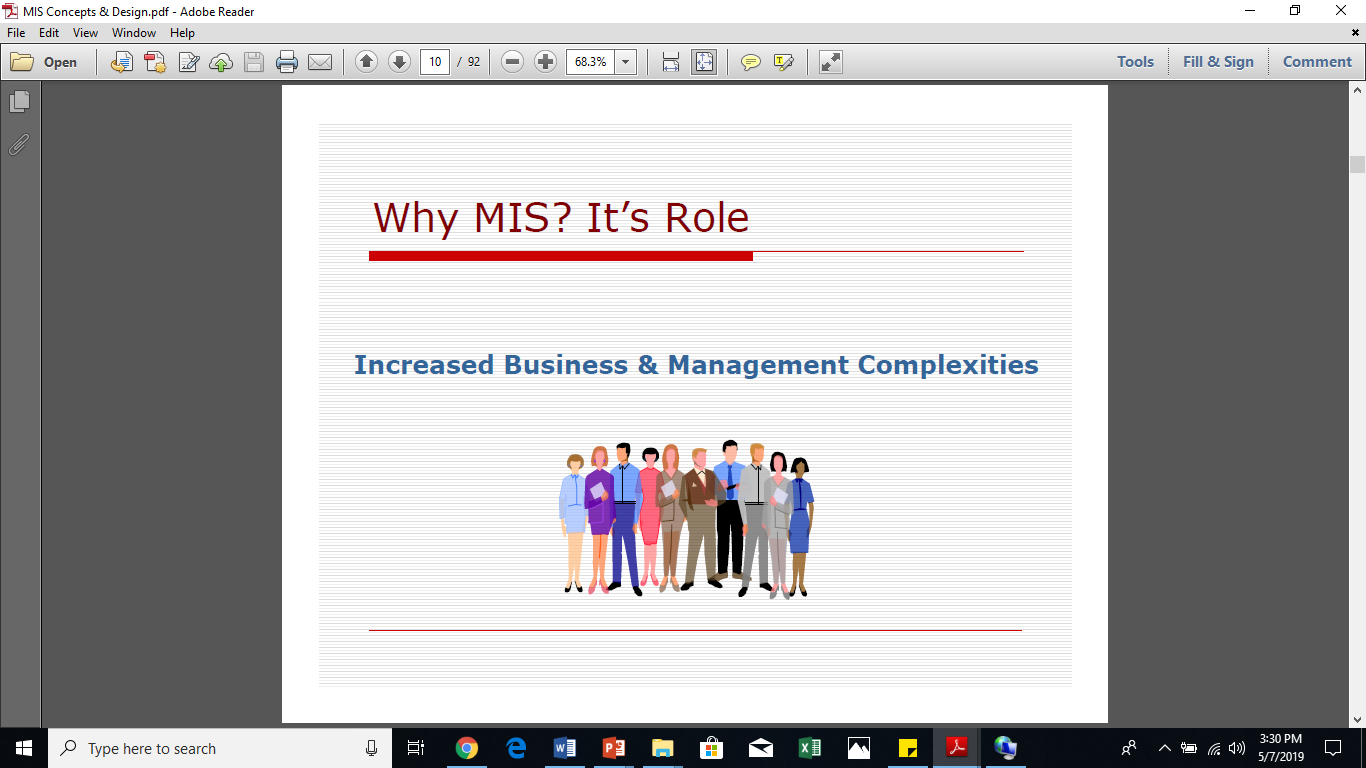 MIS Concepts & Design.pdf - Adobe Reader
File Edit View Window Help
Open 10 / 92 68.3% Tools Fill & Sign Comment
Why MIS? It’s Role
Increased Business & Management Complexities
Type here to search
3:30 PM
5/7/2019